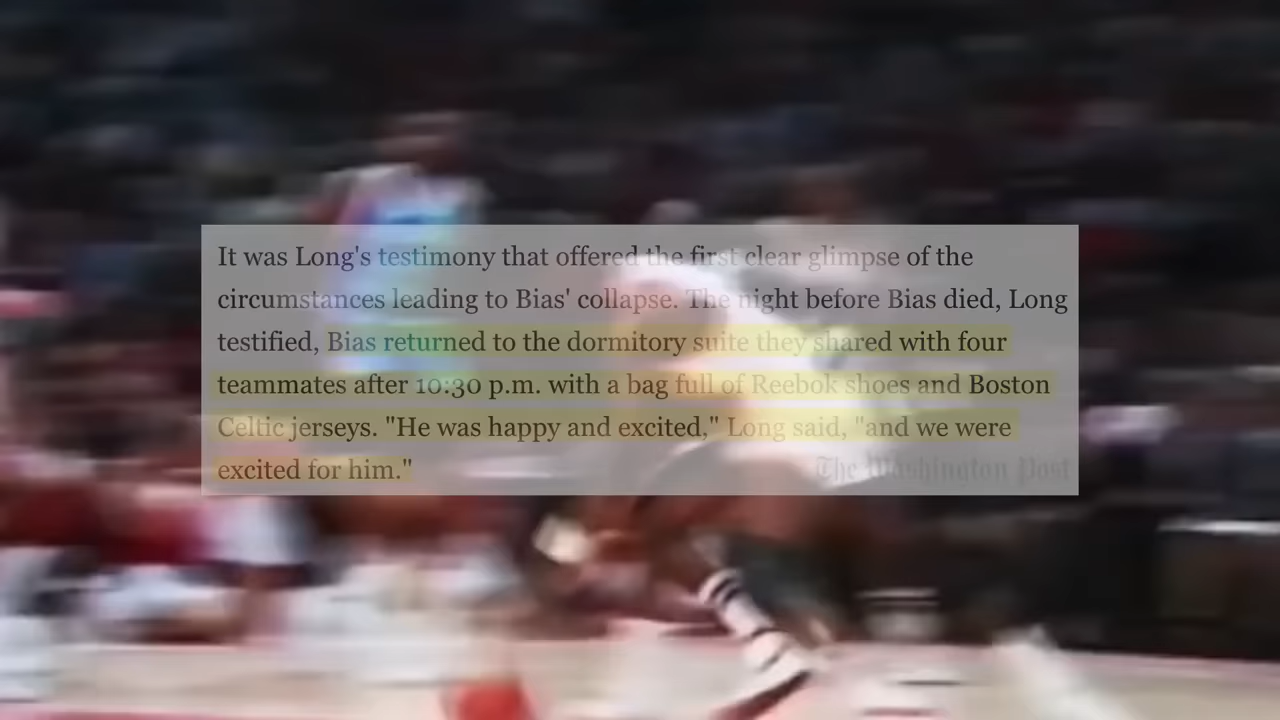 It was Long's testimony that offered the first clear glimpse of the
circumstances leading to Bias' collapse. The night before Bias died, Long
testified, Bias returned to the dormitory suite they shared with four
teammates after 10:30 p.m. with a bag full of Reebok shoes and Boston
Celtic jerseys. "He was happy and excited," Long said, "and we were
excited for him."
The Washington Post